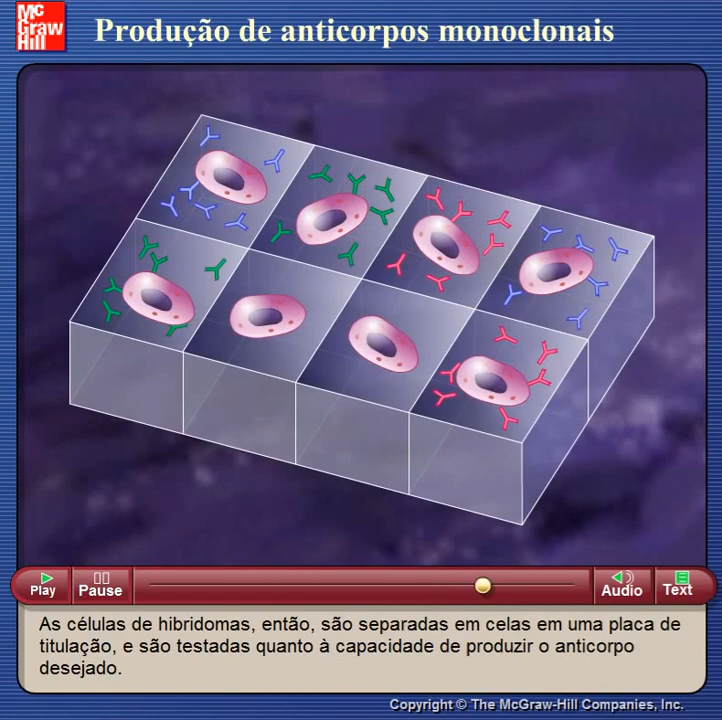 Mc
Graw
Hill
Produção de anticorpos monoclonais
Play
Pause
Audio
Text
As células de hibridomas, então, são separadas em celas em uma placa de
titulação, e são testadas quanto à capacidade de produzir o anticorpo
desejado.
Copyright © The McGraw-Hill Companies, Inc.